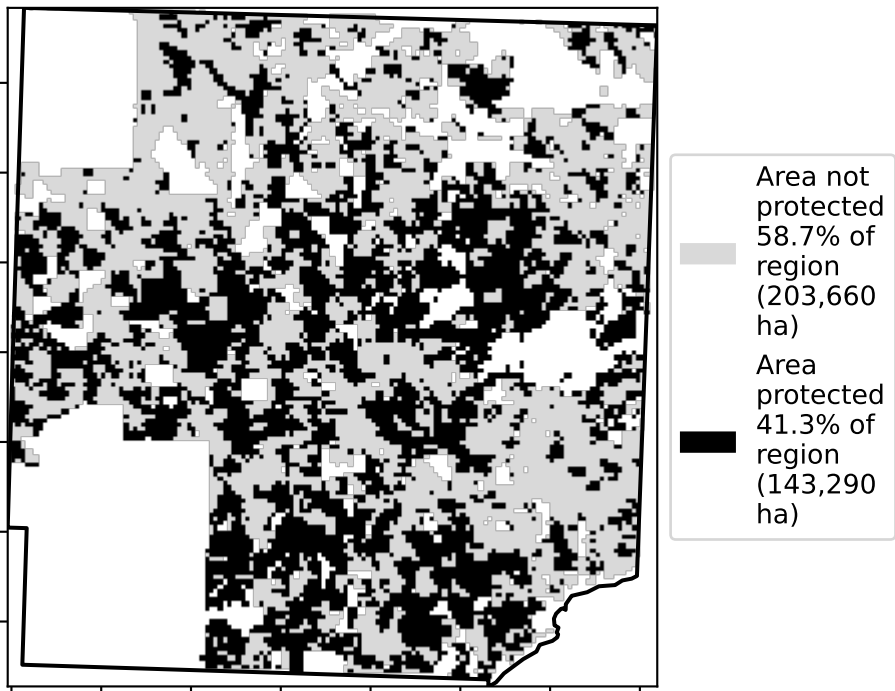 Area not
protected
58.7% of
region
(203,660
ha)
Area
protected
41.3% of
region
(143,290
ha)